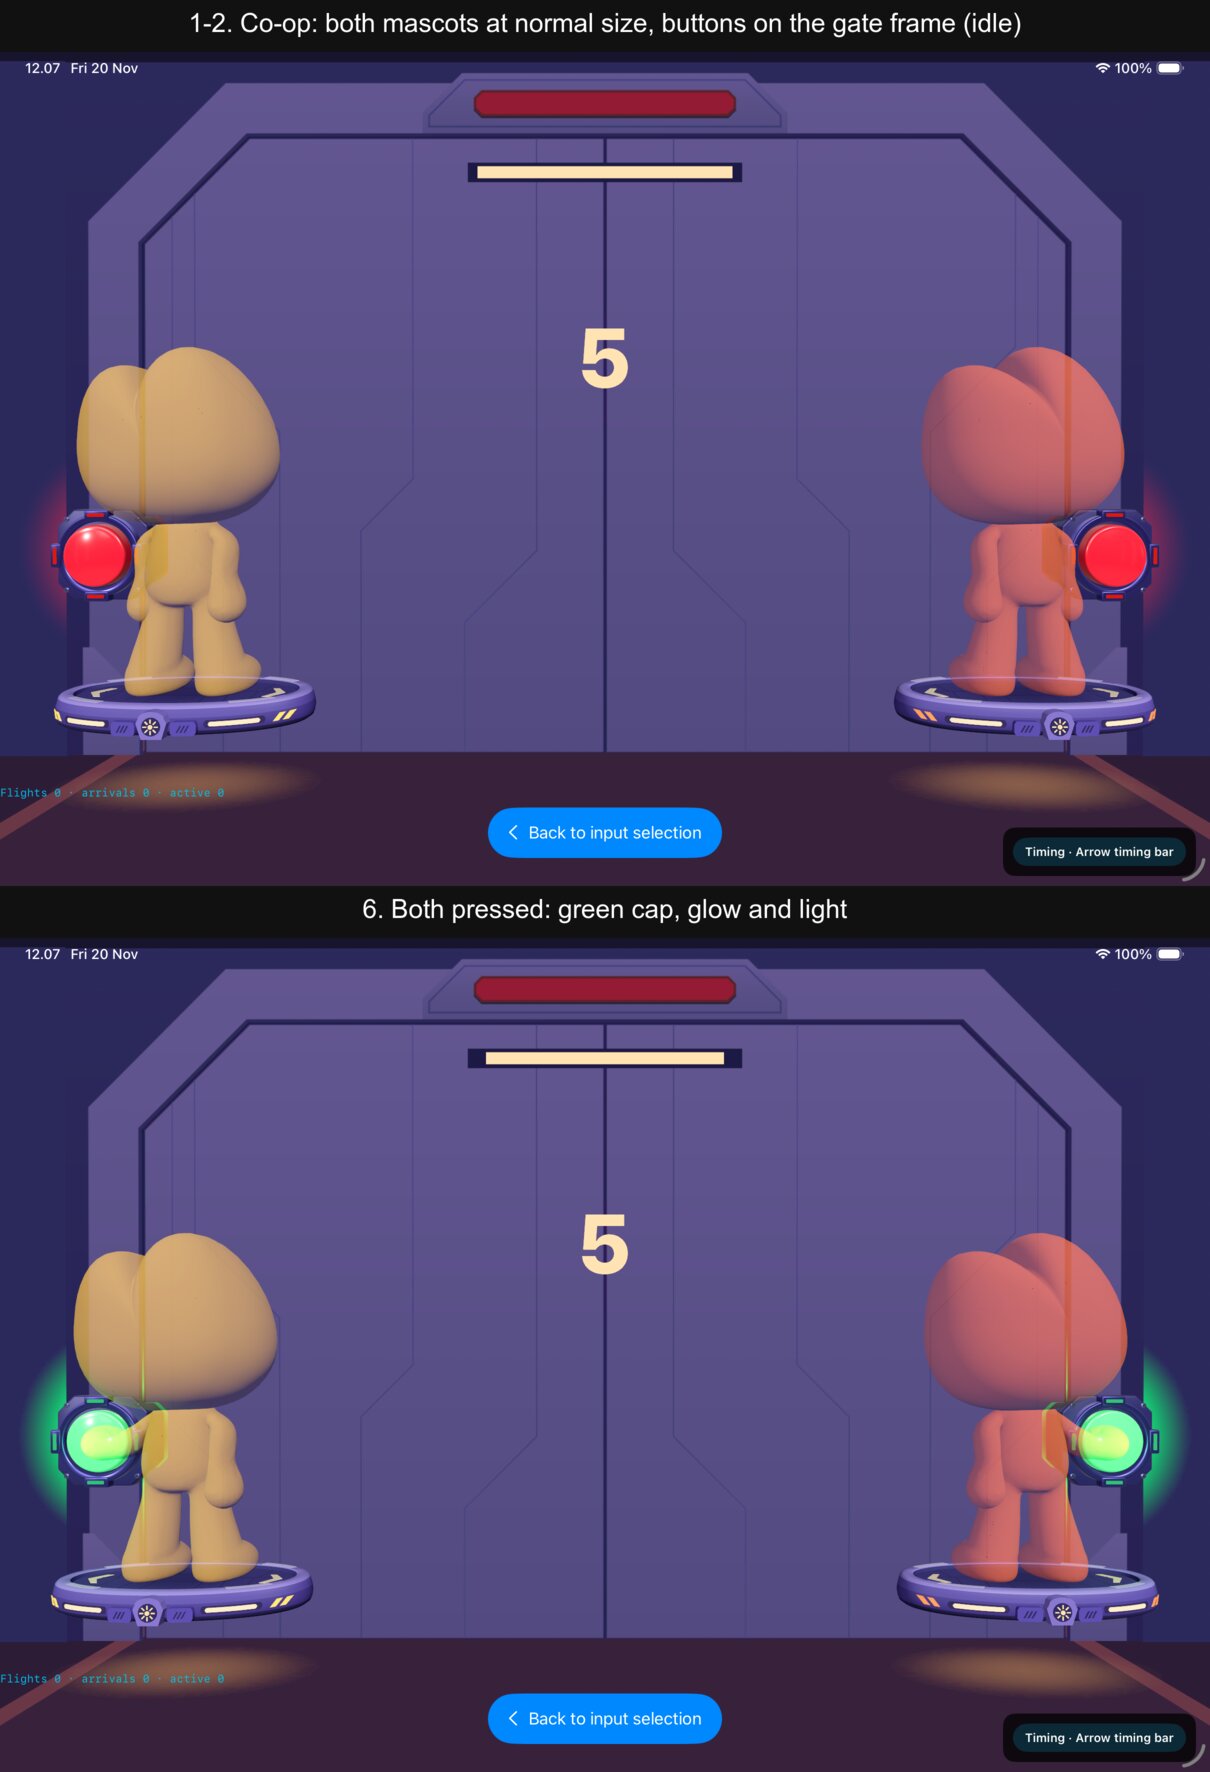 1-2. Co-op: both mascots at normal size, buttons on the gate frame (idle)
12.07 Fri 20 Nov
100%
5
Flights 0 · arrivals 0 · active 0
Back to input selection
Timing · Arrow timing bar
6. Both pressed: green cap, glow and light
12.07 Fri 20 Nov
100%
5
Flights 0 · arrivals 0 · active 0
Back to input selection
Timing · Arrow timing bar